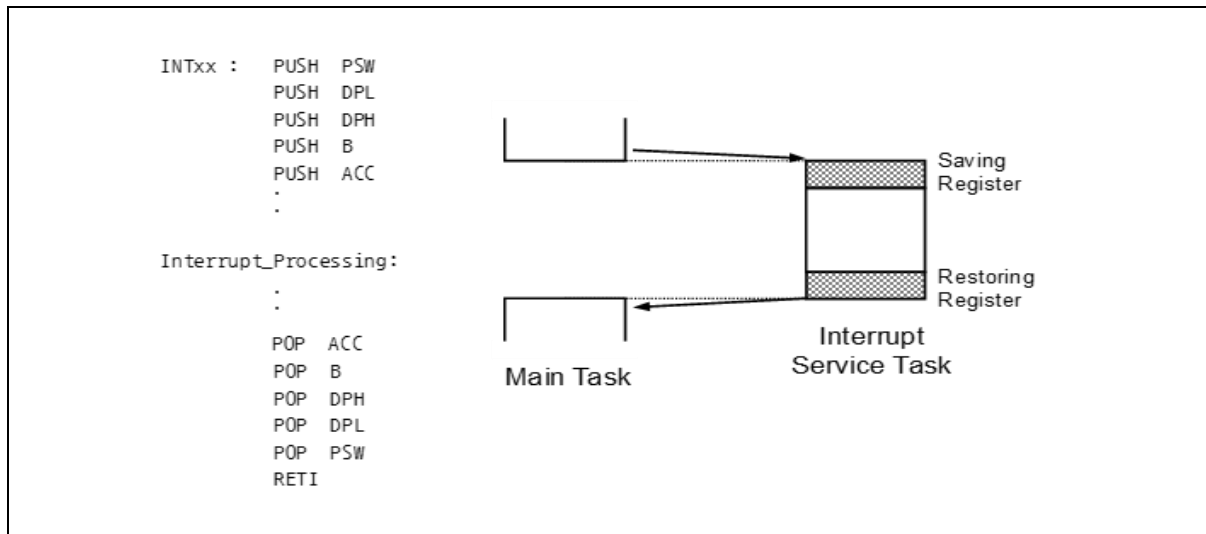 INTxx : PUSH PSW
PUSH DPL
PUSH DPH
PUSH B
PUSH ACC
:
Interrupt_Processing:
:
POP ACC
POP B
POP DPH
POP DPL
POP PSW
RETI
Main Task
Saving
Register
Restoring
Register
Interrupt
Service Task